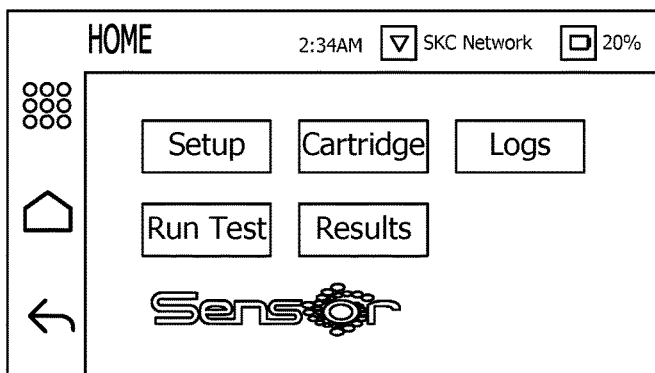 HOME 2:34AM SKC Network 20%
Setup Cartridge Logs
Run Test Results
Sensor